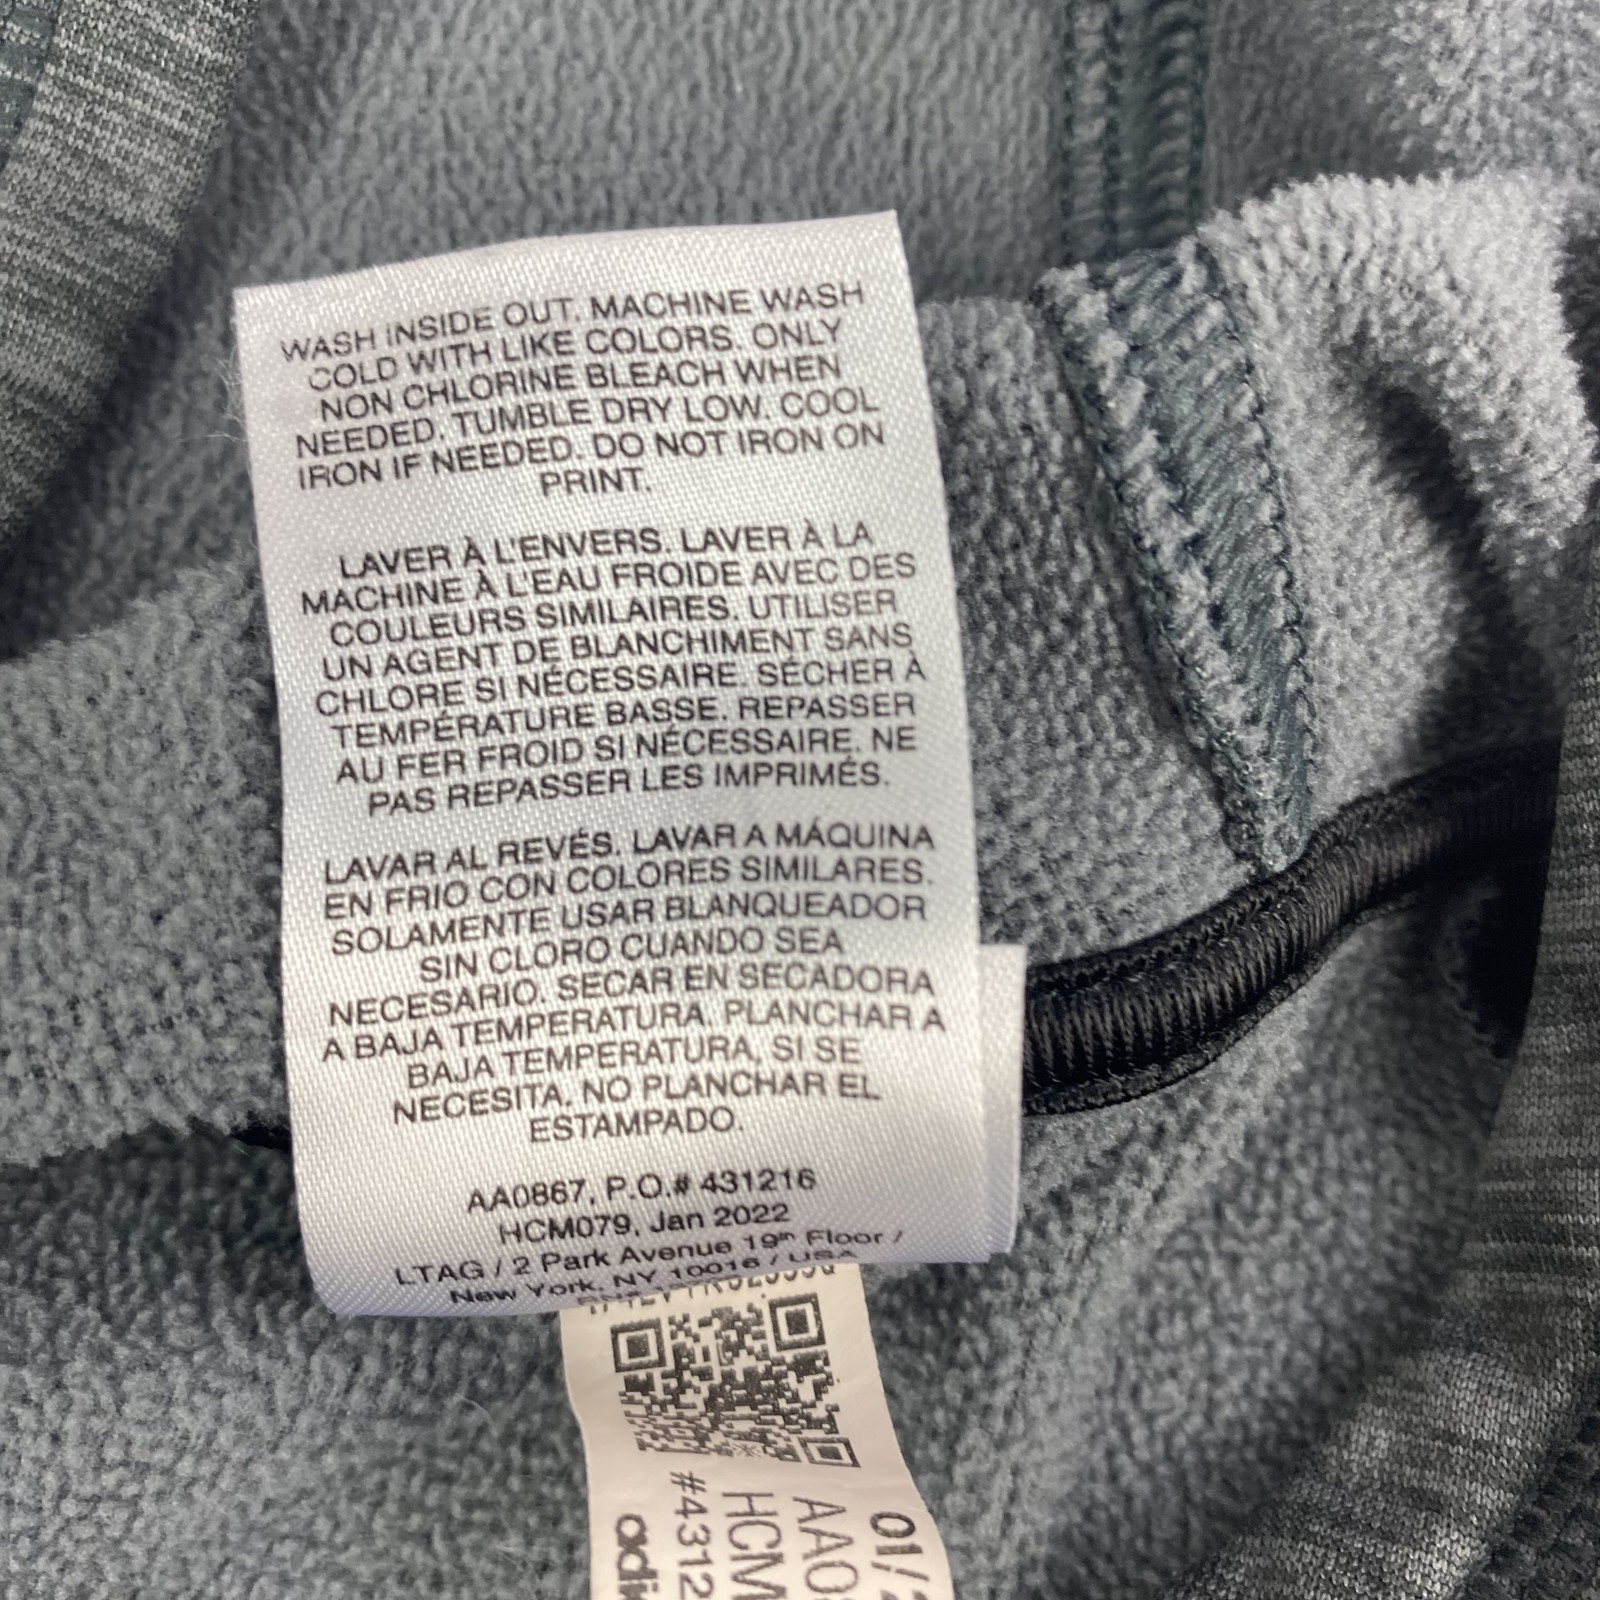 WASH INSIDE OUT. MACHINE WASH
COLD WITH LIKE COLORS. ONLY
NON CHLORINE BLEACH WHEN
NEEDED. TUMBLE DRY LOW. COOL
IRON IF NEEDED. DO NOT IRON ON
PRINT.
LAVER À L'ENVERS. LAVER À LA
MACHINE À L'EAU FROIDE AVEC DES
COULEURS SIMILAIRES. UTILISER
UN AGENT DE BLANCHIMENT SANS
CHLORE SI NÉCESSAIRE. SÉCHER À
TEMPÉRATURE BASSE. REPASSER
AU FER FROID SI NÉCESSAIRE. NE
PAS REPASSER LES IMPRIMÉS.
LAVAR AL REVÉS. LAVAR A MÁQUINA
EN FRIO CON COLORES SIMILARES.
SOLAMENTE USAR BLANQUEADOR
SIN CLORO CUANDO SEA
NECESARIO. SECAR EN SECADORA
A BAJA TEMPERATURA. PLANCHAR A
BAJA TEMPERATURA, SI SE
NECESITA. NO PLANCHAR EL
ESTAMPADO.
AA0867, P.O.# 431216
HCM079, Jan 2022
LTAG / 2 Park Avenue 19th Floor /
New York, NY 10016 / USA
01/
AA0
HCM
#4312
adi